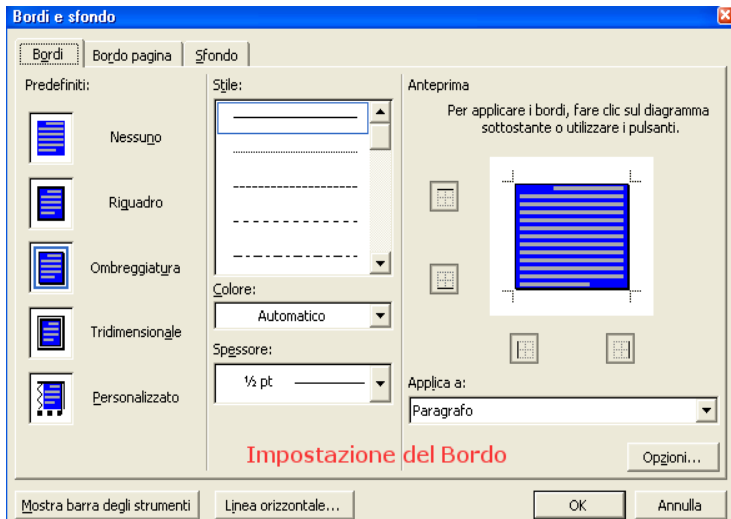 Bordi e sfondo
Bordi
Bordo pagina
Sfondo
Predefiniti:
Nessuno
Riquadro
Ombreggiatura
Tridimensionale
Personalizzato
Stile:
Colore:
Automatico
Spessore:
½ pt
Anteprima
Per applicare i bordi, fare clic sul diagramma
sottostante o utilizzare i pulsanti.
Applica a:
Paragrafo
Impostazione del Bordo
Opzioni...
Mostra barra degli strumenti
Linea orizzontale...
OK
Annulla